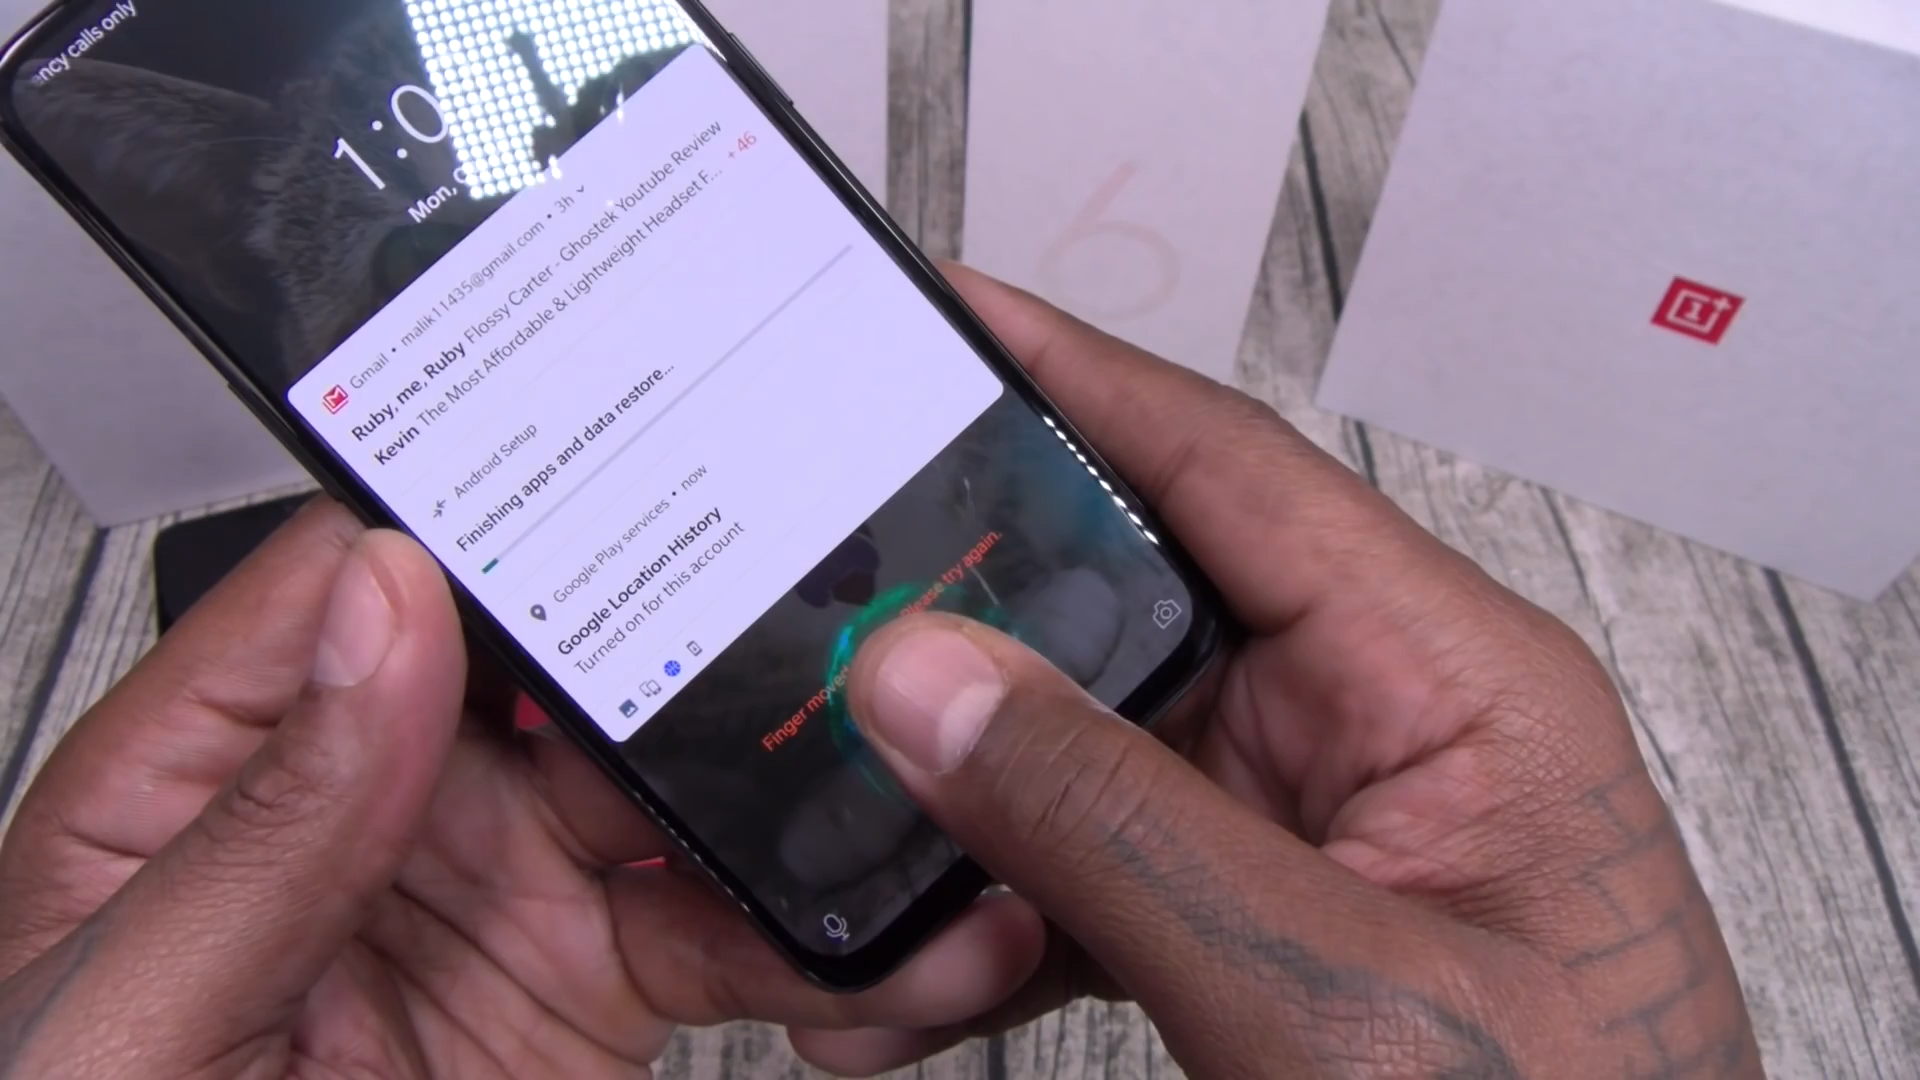 ncy calls only
1:0
Mon,
Gmail • malik11435@gmail.com • 3h
Ruby, me, Ruby Flossy Carter - Ghostek Youtube Review
Kevin The Most Affordable & Lightweight Headset F...
+46
Android Setup
Finishing apps and data restore...
Google Play services • now
Google Location History
Turned on for this account
Finger moved please try again.
6
1+